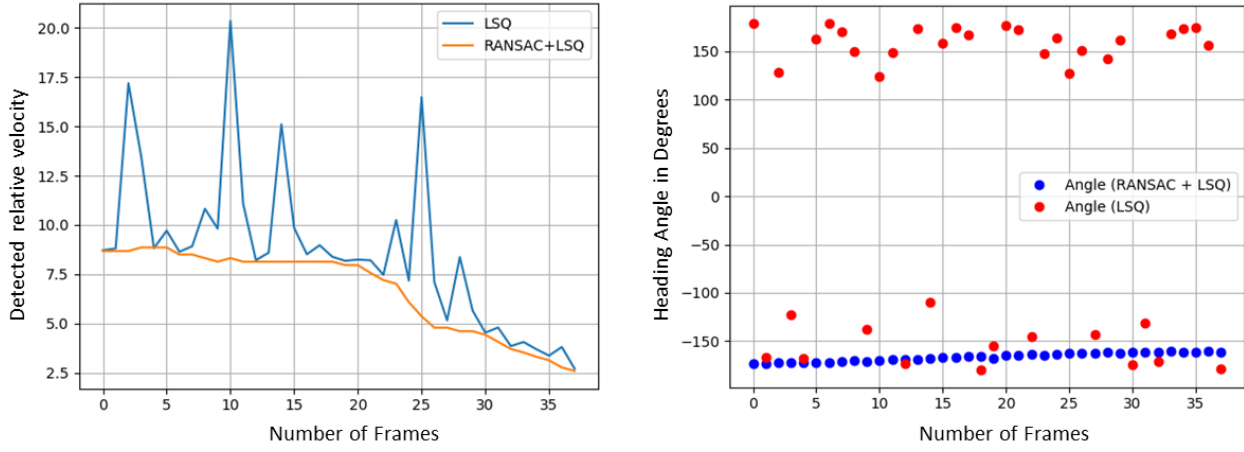 20.0
17.5
15.0
12.5
10.0
7.5
5.0
2.5
Detected relative velocity
LSQ
RANSAC+LSQ
0 5 10 15 20 25 30 35
Number of Frames
150
100
50
0
−50
−100
−150
Heading Angle in Degrees
Angle (RANSAC + LSQ)
Angle (LSQ)
0 5 10 15 20 25 30 35
Number of Frames